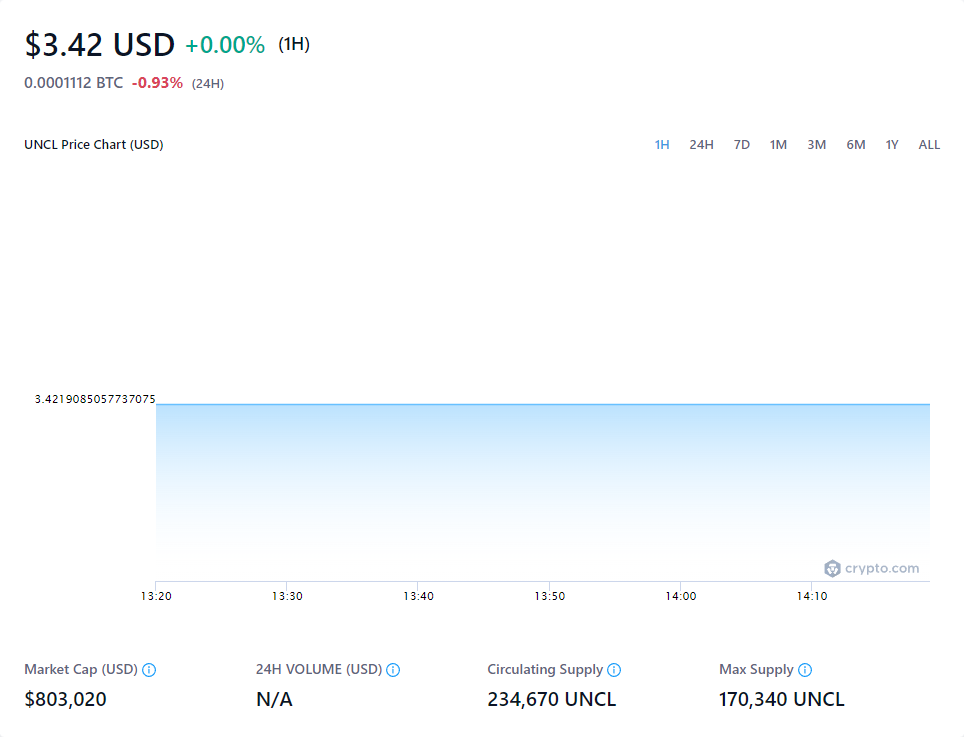 $3.42 USD +0.00% (1H)
0.0001112 BTC -0.93% (24H)
UNCL Price Chart (USD) 1H 24H 7D 1M 3M 6M 1Y ALL
3.4219085057737075
crypto.com
13:20 13:30 13:40 13:50 14:00 14:10
Market Cap (USD) 24H VOLUME (USD) Circulating Supply Max Supply
$803,020 N/A 234,670 UNCL 170,340 UNCL